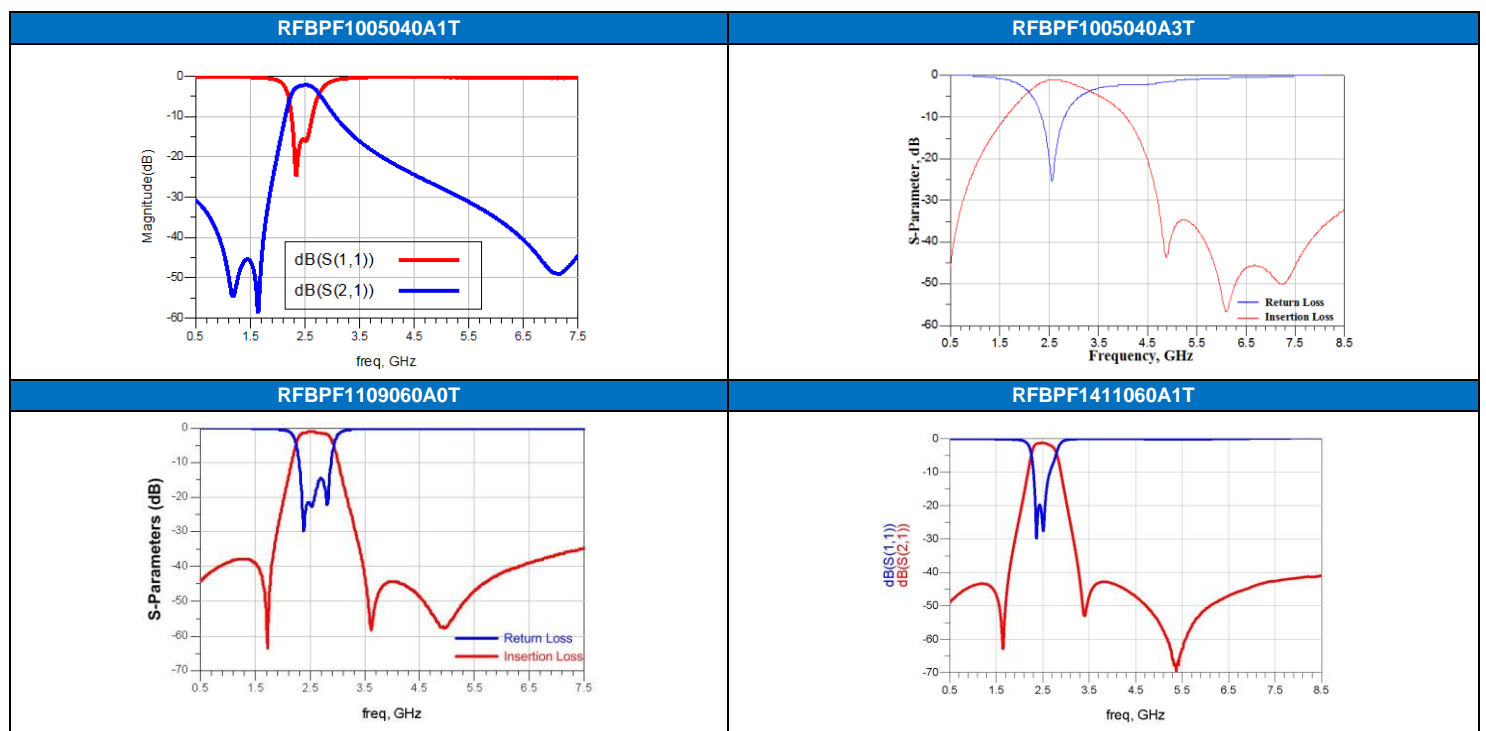 RFBPF1005040A1T
RFBPF1005040A3T
0
-10
-20
-30
-40
-50
-60
Magnitude(dB)
dB(S(1,1))
dB(S(2,1))
0.5 1.5 2.5 3.5 4.5 5.5 6.5 7.5
freq, GHz
0
-10
-20
-30
-40
-50
-60
S-Parameter, dB
Return Loss
Insertion Loss
0.5 1.5 2.5 3.5 4.5 5.5 6.5 7.5 8.5
Frequency, GHz
RFBPF1109060A0T
RFBPF1411060A1T
0
-10
-20
-30
-40
-50
-60
-70
S-Parameters (dB)
Return Loss
Insertion Loss
0.5 1.5 2.5 3.5 4.5 5.5 6.5 7.5
freq, GHz
0
-10
-20
-30
-40
-50
-60
-70
dB(S(1,1))
dB(S(2,1))
0.5 1.5 2.5 3.5 4.5 5.5 6.5 7.5 8.5
freq, GHz